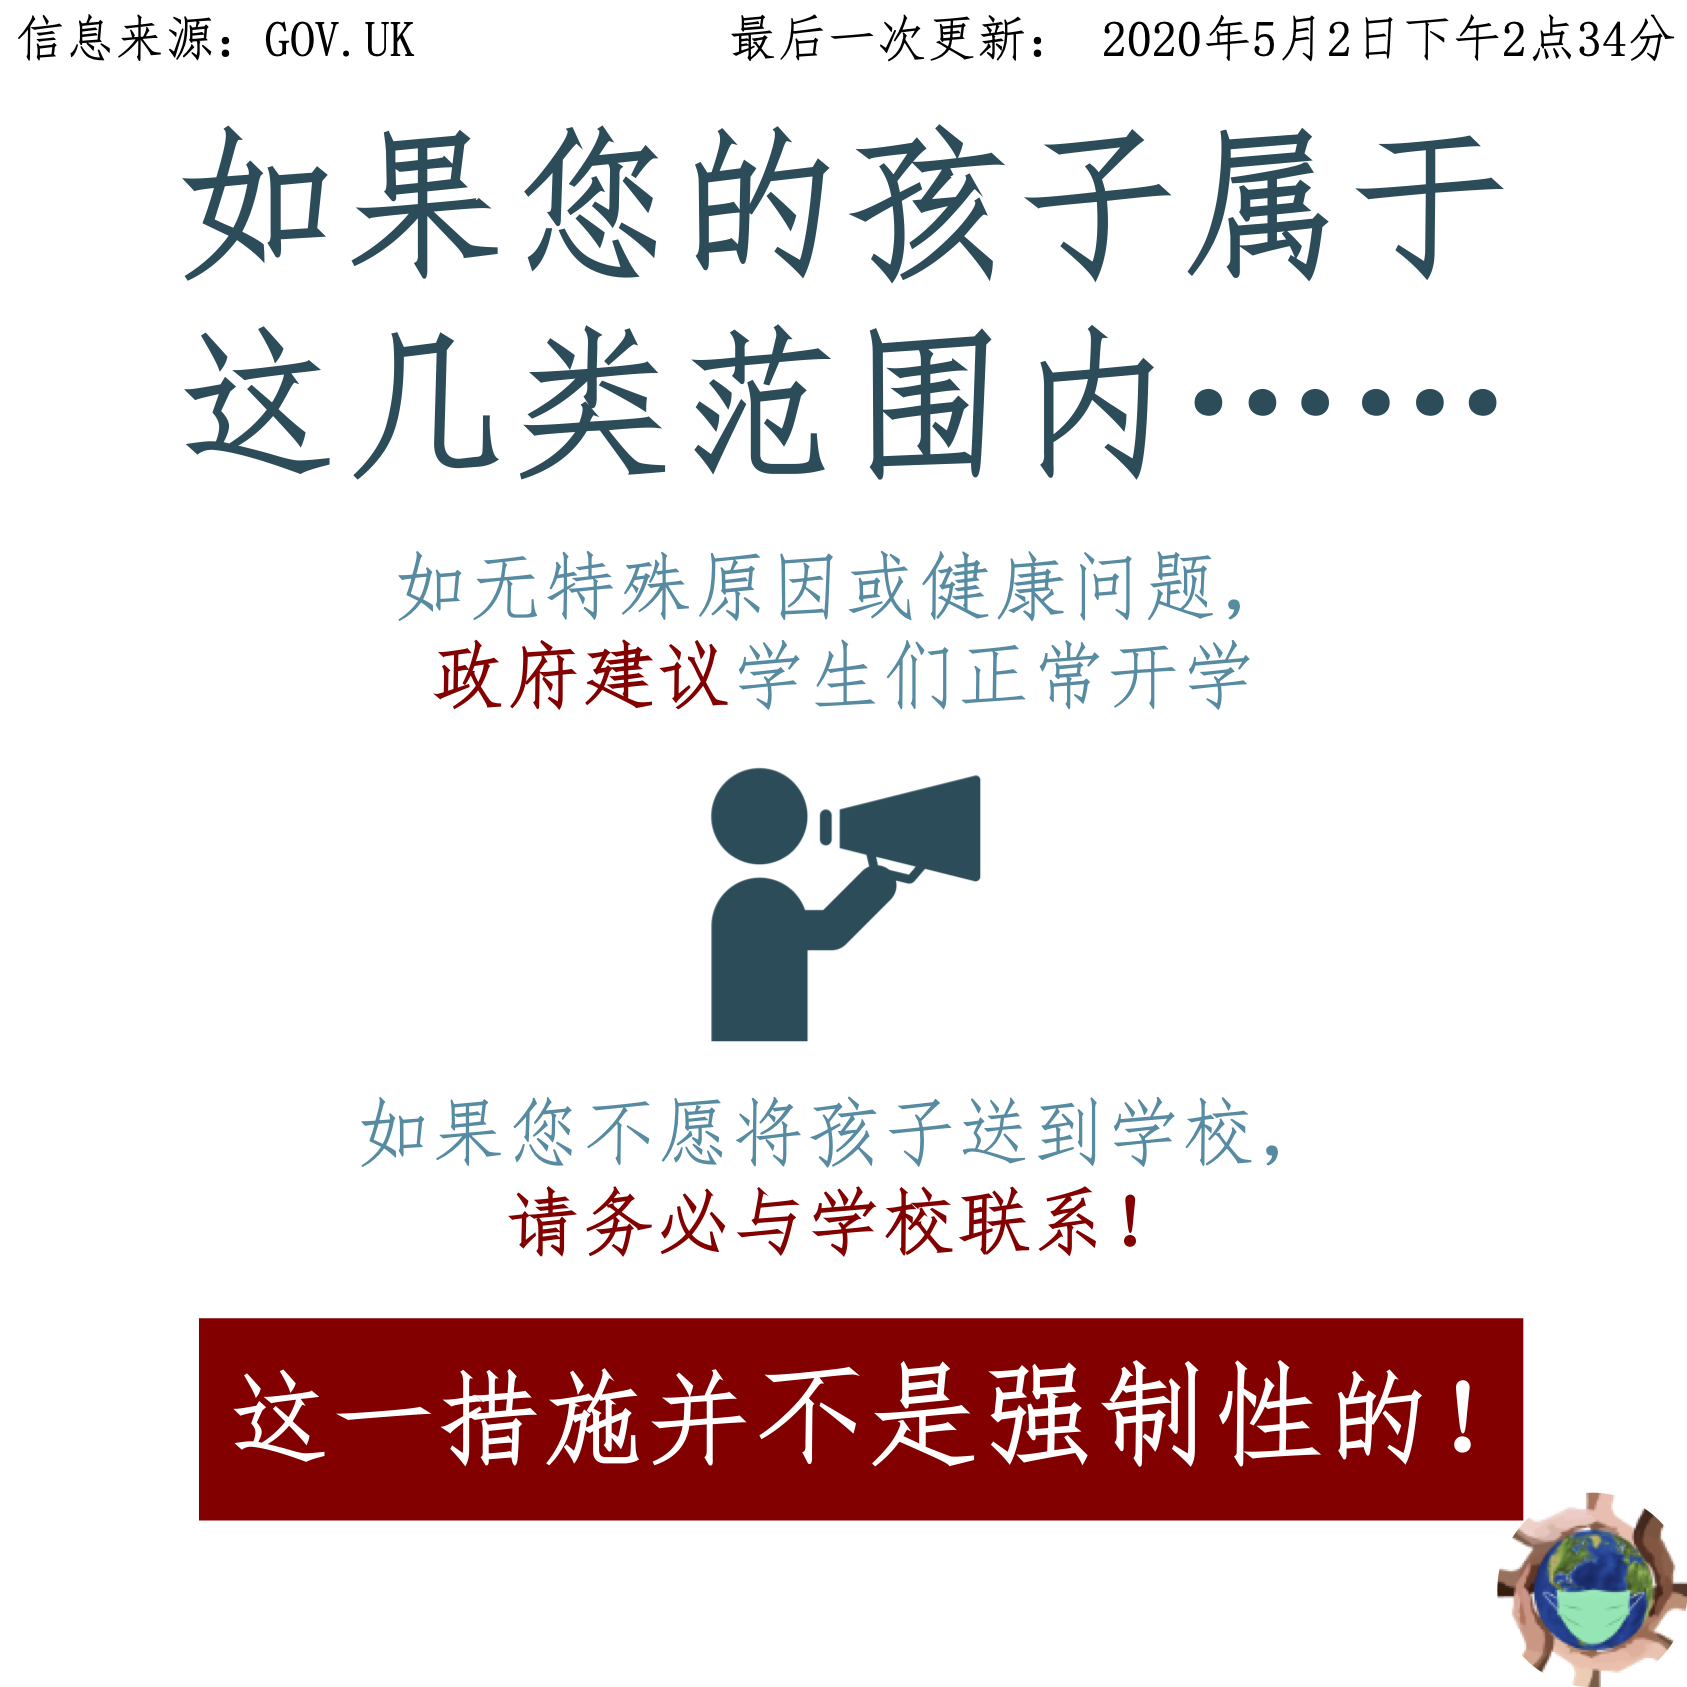 信息来源：GOV.UK
最后一次更新： 2020年5月2日下午2点34分
如果您的孩子属于
这几类范围内……
如无特殊原因或健康问题，
政府建议学生们正常开学
如果您不愿将孩子送到学校，
请务必与学校联系！
这一措施并不是强制性的！